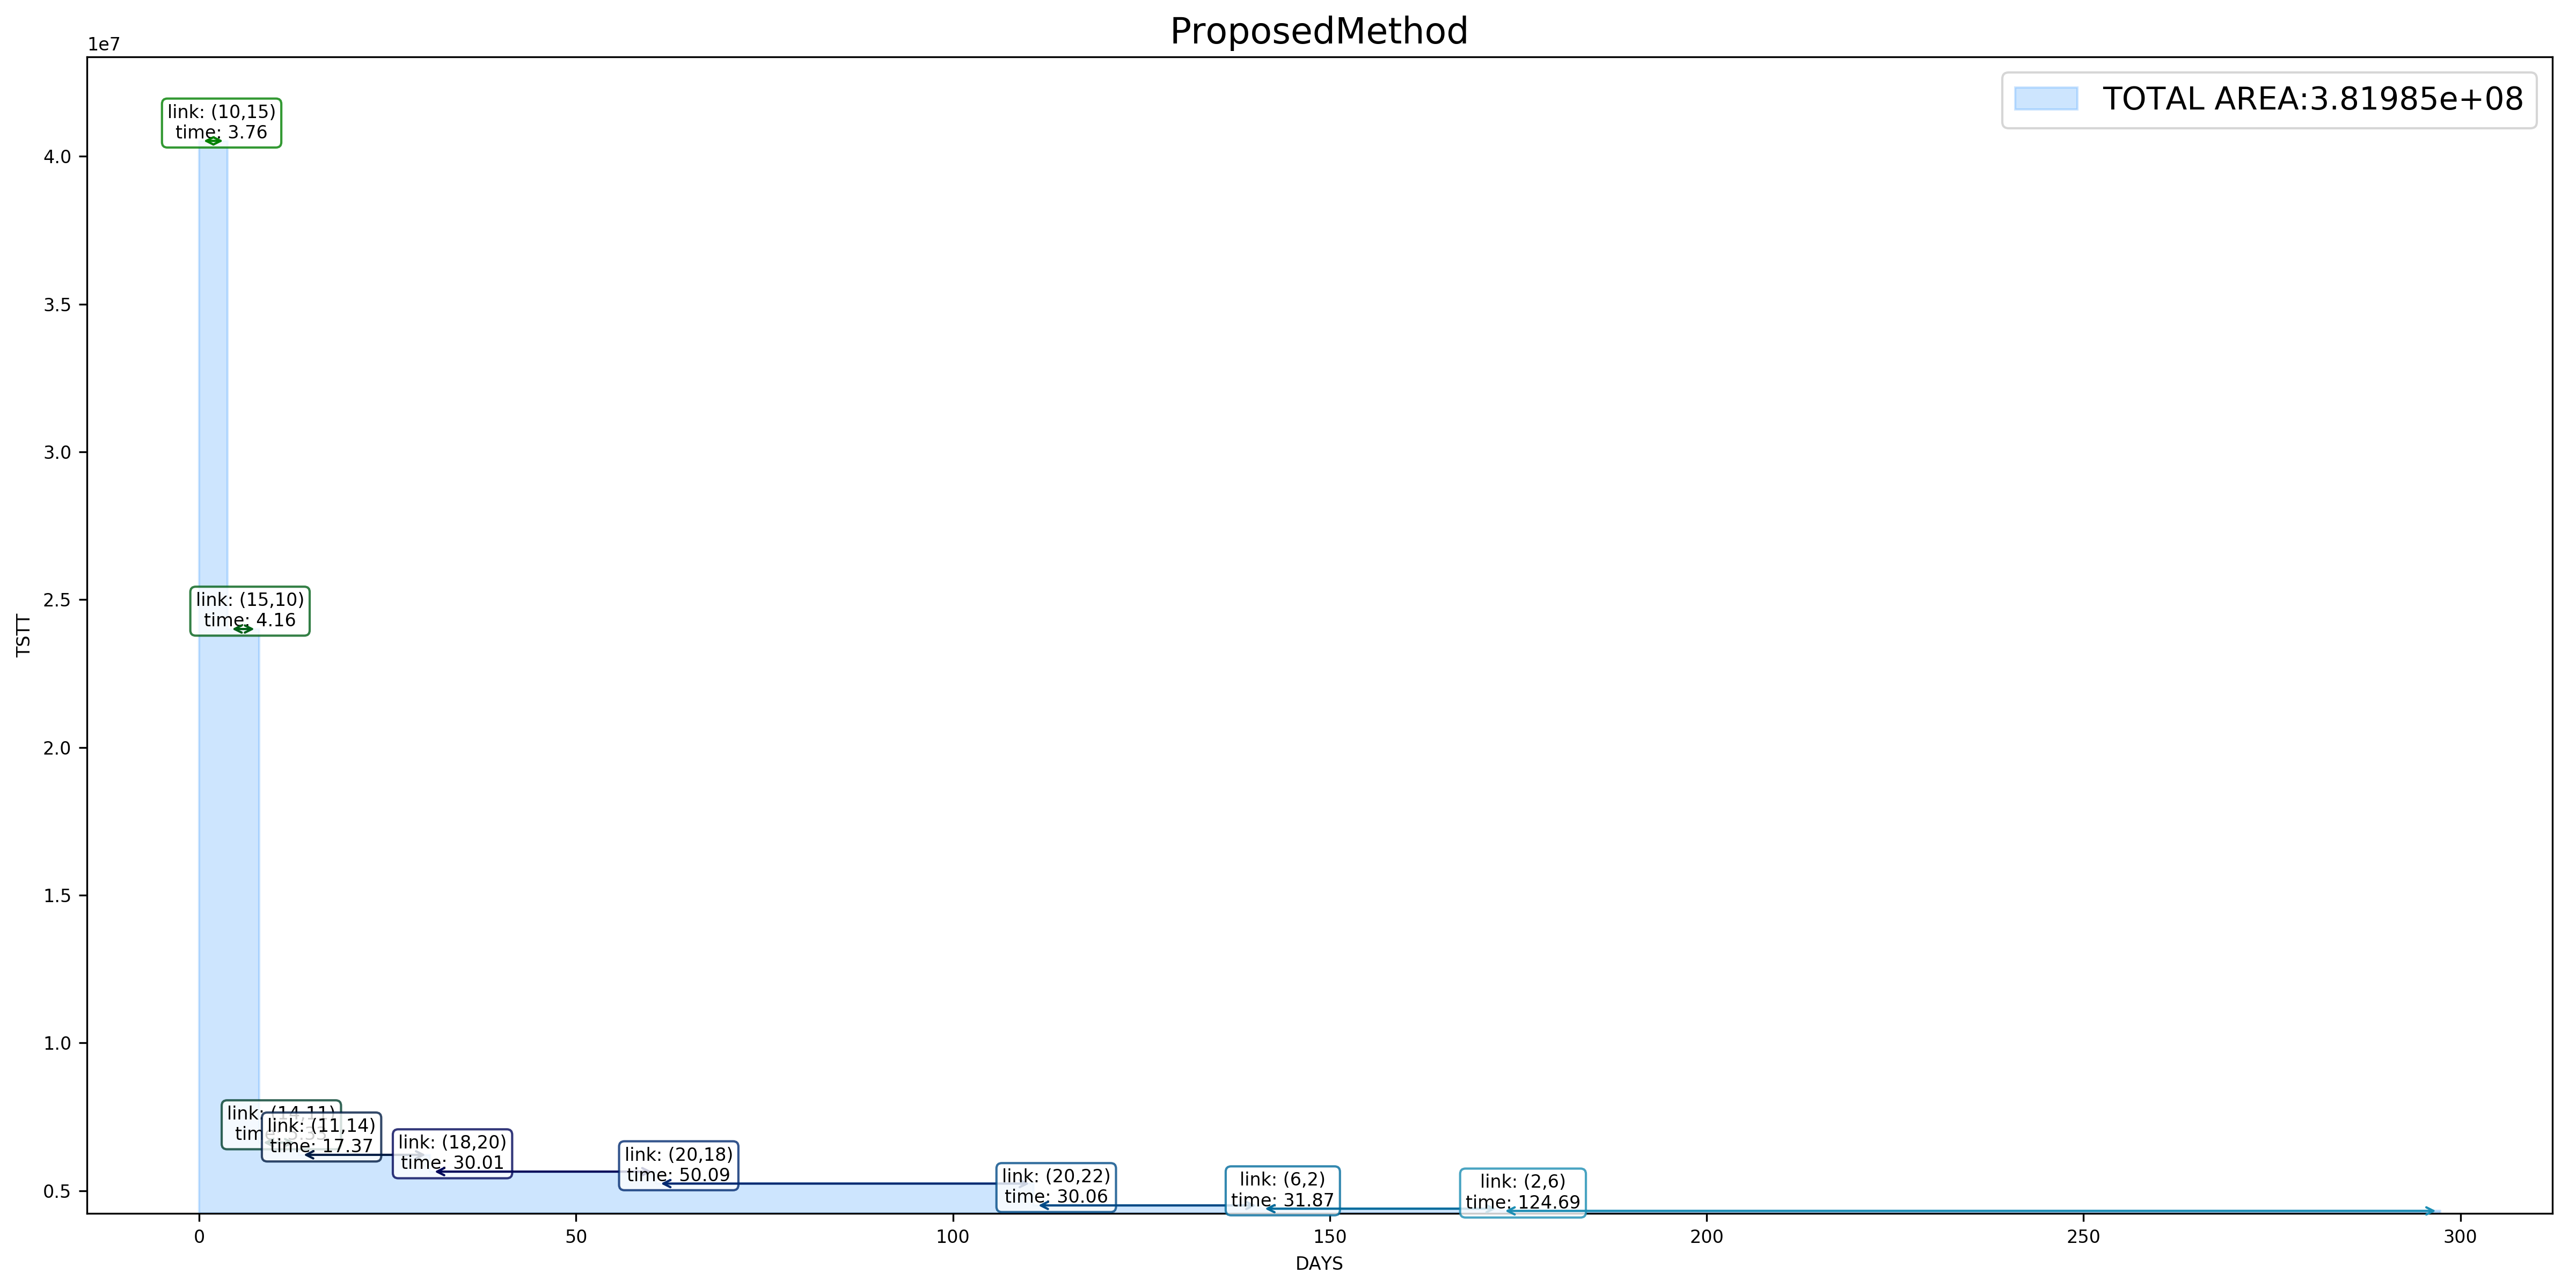 ProposedMethod
1e7
TOTAL AREA:3.81985e+08
link: (10,15)
time: 3.76
4.0
3.5
3.0
link: (15,10)
time: 4.16
2.5
TSTT
2.0
1.5
1.0
link: (14,11)
link: (11,14)
time: 17.37
link: (18,20)
time: 30.01
link: (20,18)
time: 50.09
link: (20,22)
time: 30.06
link: (6,2)
time: 31.87
link: (2,6)
time: 124.69
0.5
0 50 100 150 200 250 300
DAYS